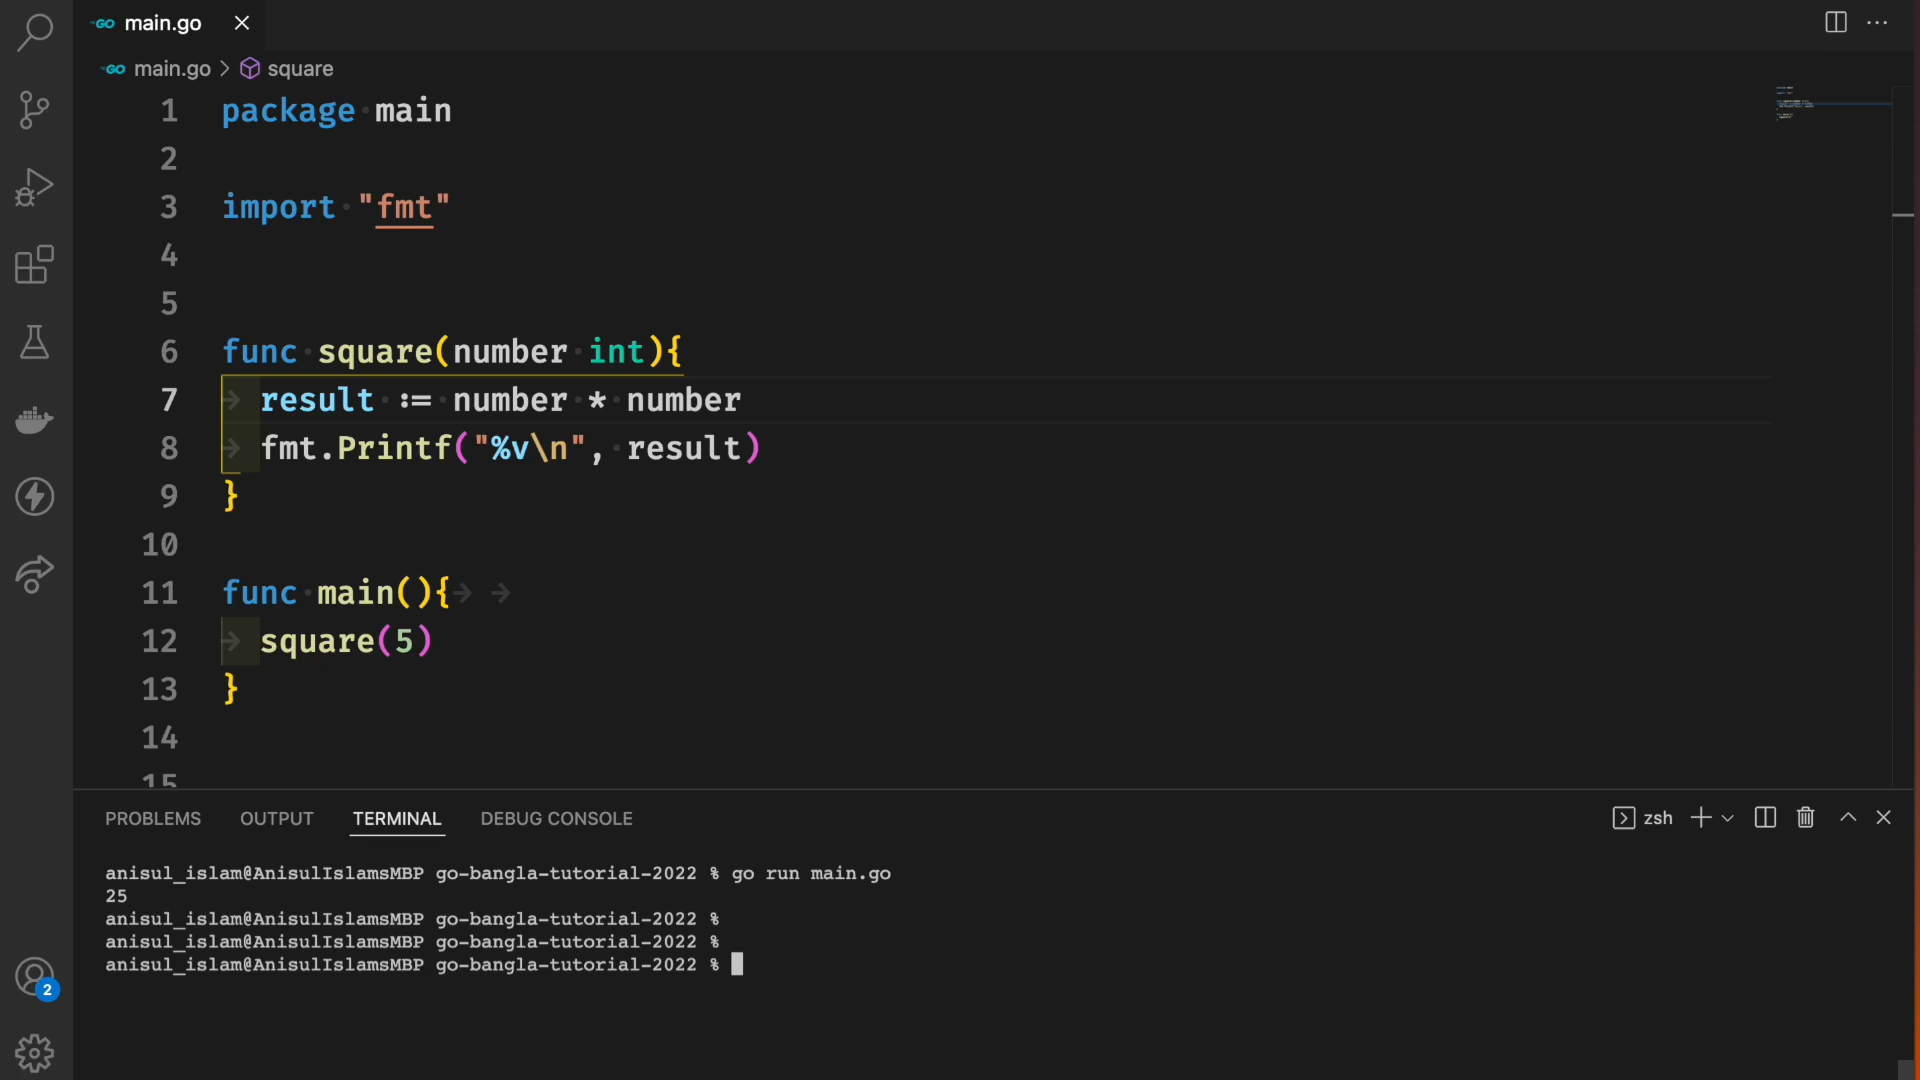 GO main.go
GO main.go > square
1 package main
2
3 import "fmt"
4
5
6 func square(number int){
7 result := number * number
8 fmt.Printf("%v\n", result)
9 }
10
11 func main(){
12 square(5)
13 }
14
15
PROBLEMS OUTPUT TERMINAL DEBUG CONSOLE zsh
anisul_islam@AnisulIslamsMBP go-bangla-tutorial-2022 % go run main.go
25
anisul_islam@AnisulIslamsMBP go-bangla-tutorial-2022 %
anisul_islam@AnisulIslamsMBP go-bangla-tutorial-2022 %
anisul_islam@AnisulIslamsMBP go-bangla-tutorial-2022 %
2